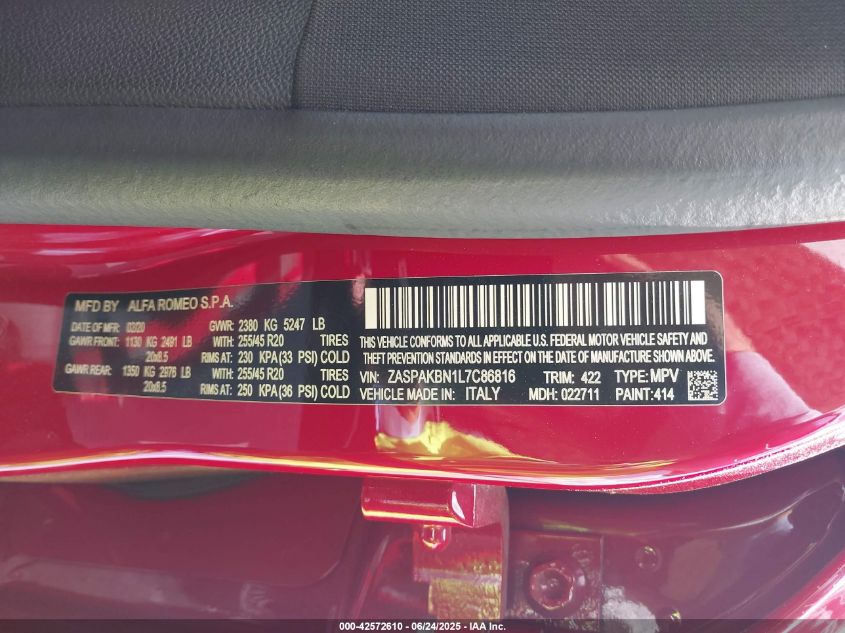 MFD BY ALFA ROMEO S.P.A.
DATE OF MFR 02/20 GVWR: 2380 KG 5247 LB
GAWR FRONT: 1130 KG 2491 LB WITH: 255/45 R20 TIRES
20x8.5 RIMS AT: 230 KPA (33 PSI) COLD
GAWR REAR: 1350 KG 2976 LB WITH: 255/45 R20 TIRES
20x8.5 RIMS AT: 250 KPA (36 PSI) COLD
THIS VEHICLE CONFORMS TO ALL APPLICABLE U.S. FEDERAL MOTOR VEHICLE SAFETY AND
THEFT PREVENTION STANDARDS IN EFFECT ON THE DATE OF MANUFACTURE SHOWN ABOVE.
VIN: ZASPAKBN1L7C86816 TRIM: 422 TYPE: MPV
VEHICLE MADE IN: ITALY MDH: 022711 PAINT: 414
000-42572610 - 06/24/2025 - IAA Inc.